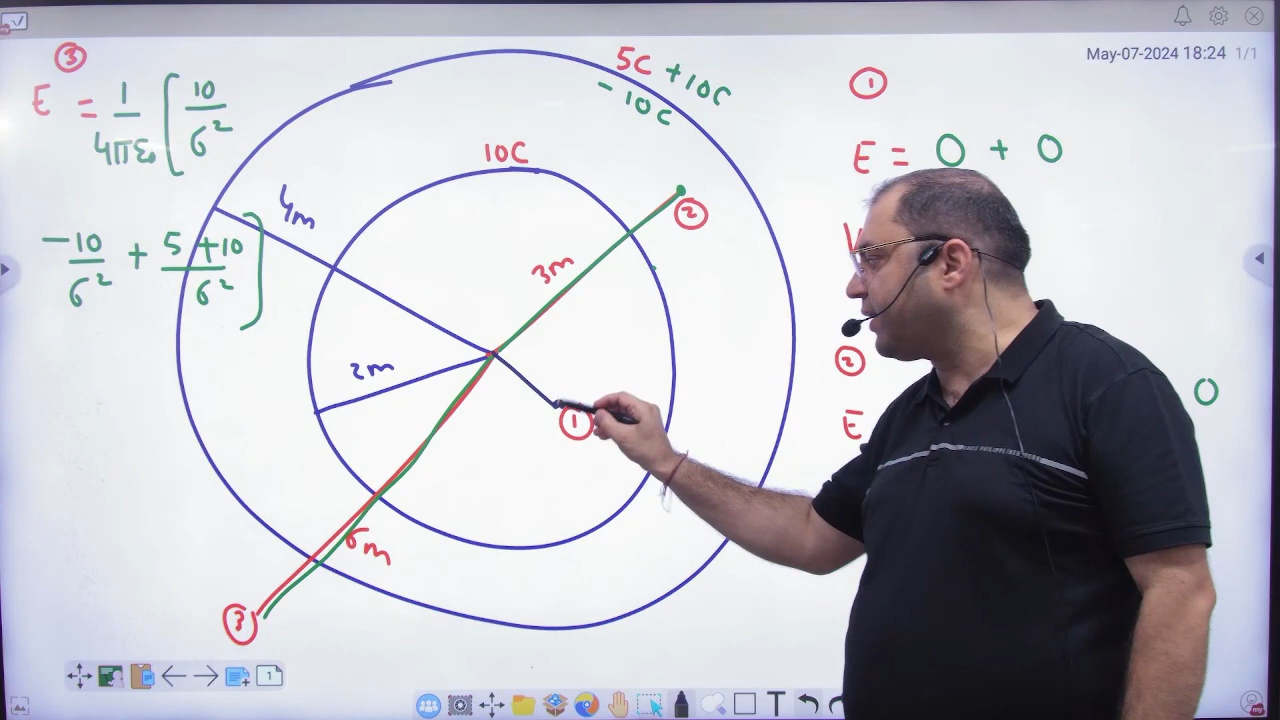 May-07-2024 18:24 1/1
③
E = 1/4πε₀ [ 10/6²
-10/6² + 5 +10/6² ]
5C +10C
-10C
10C
4m
2m
3m
6m
①
②
③
①
E = 0 + 0
②
E
0
T
1